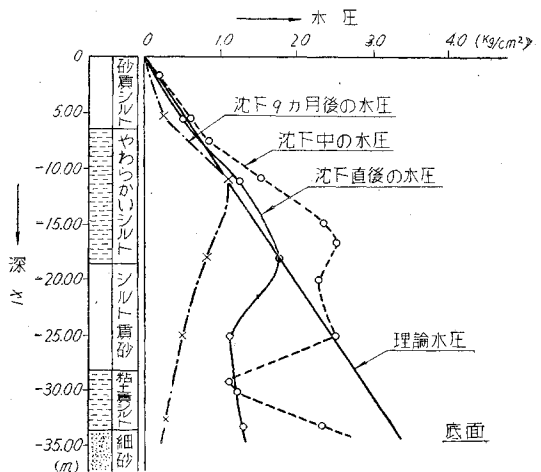 水 圧
0 1.0 2.0 3.0 4.0 (kg/cm²)
0
-5.00
-10.00
-15.00
-20.00
-25.00
-30.00
-35.00
(m)
深さ
砂質シルト
やわらかいシルト
シルト質砂
粘土質シルト
細砂
沈下9ヵ月後の水圧
沈下中の水圧
沈下直後の水圧
理論水圧
底面